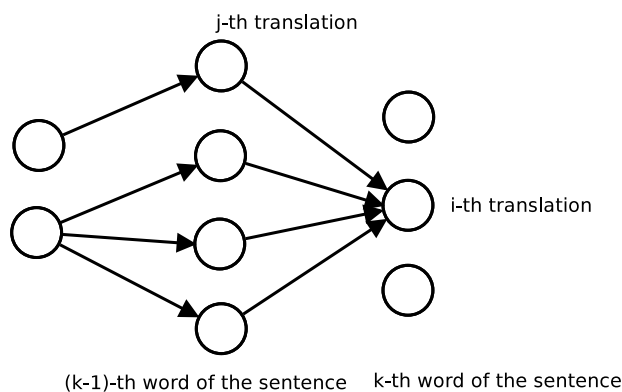 j-th translation
i-th translation
(k-1)-th word of the sentence
k-th word of the sentence